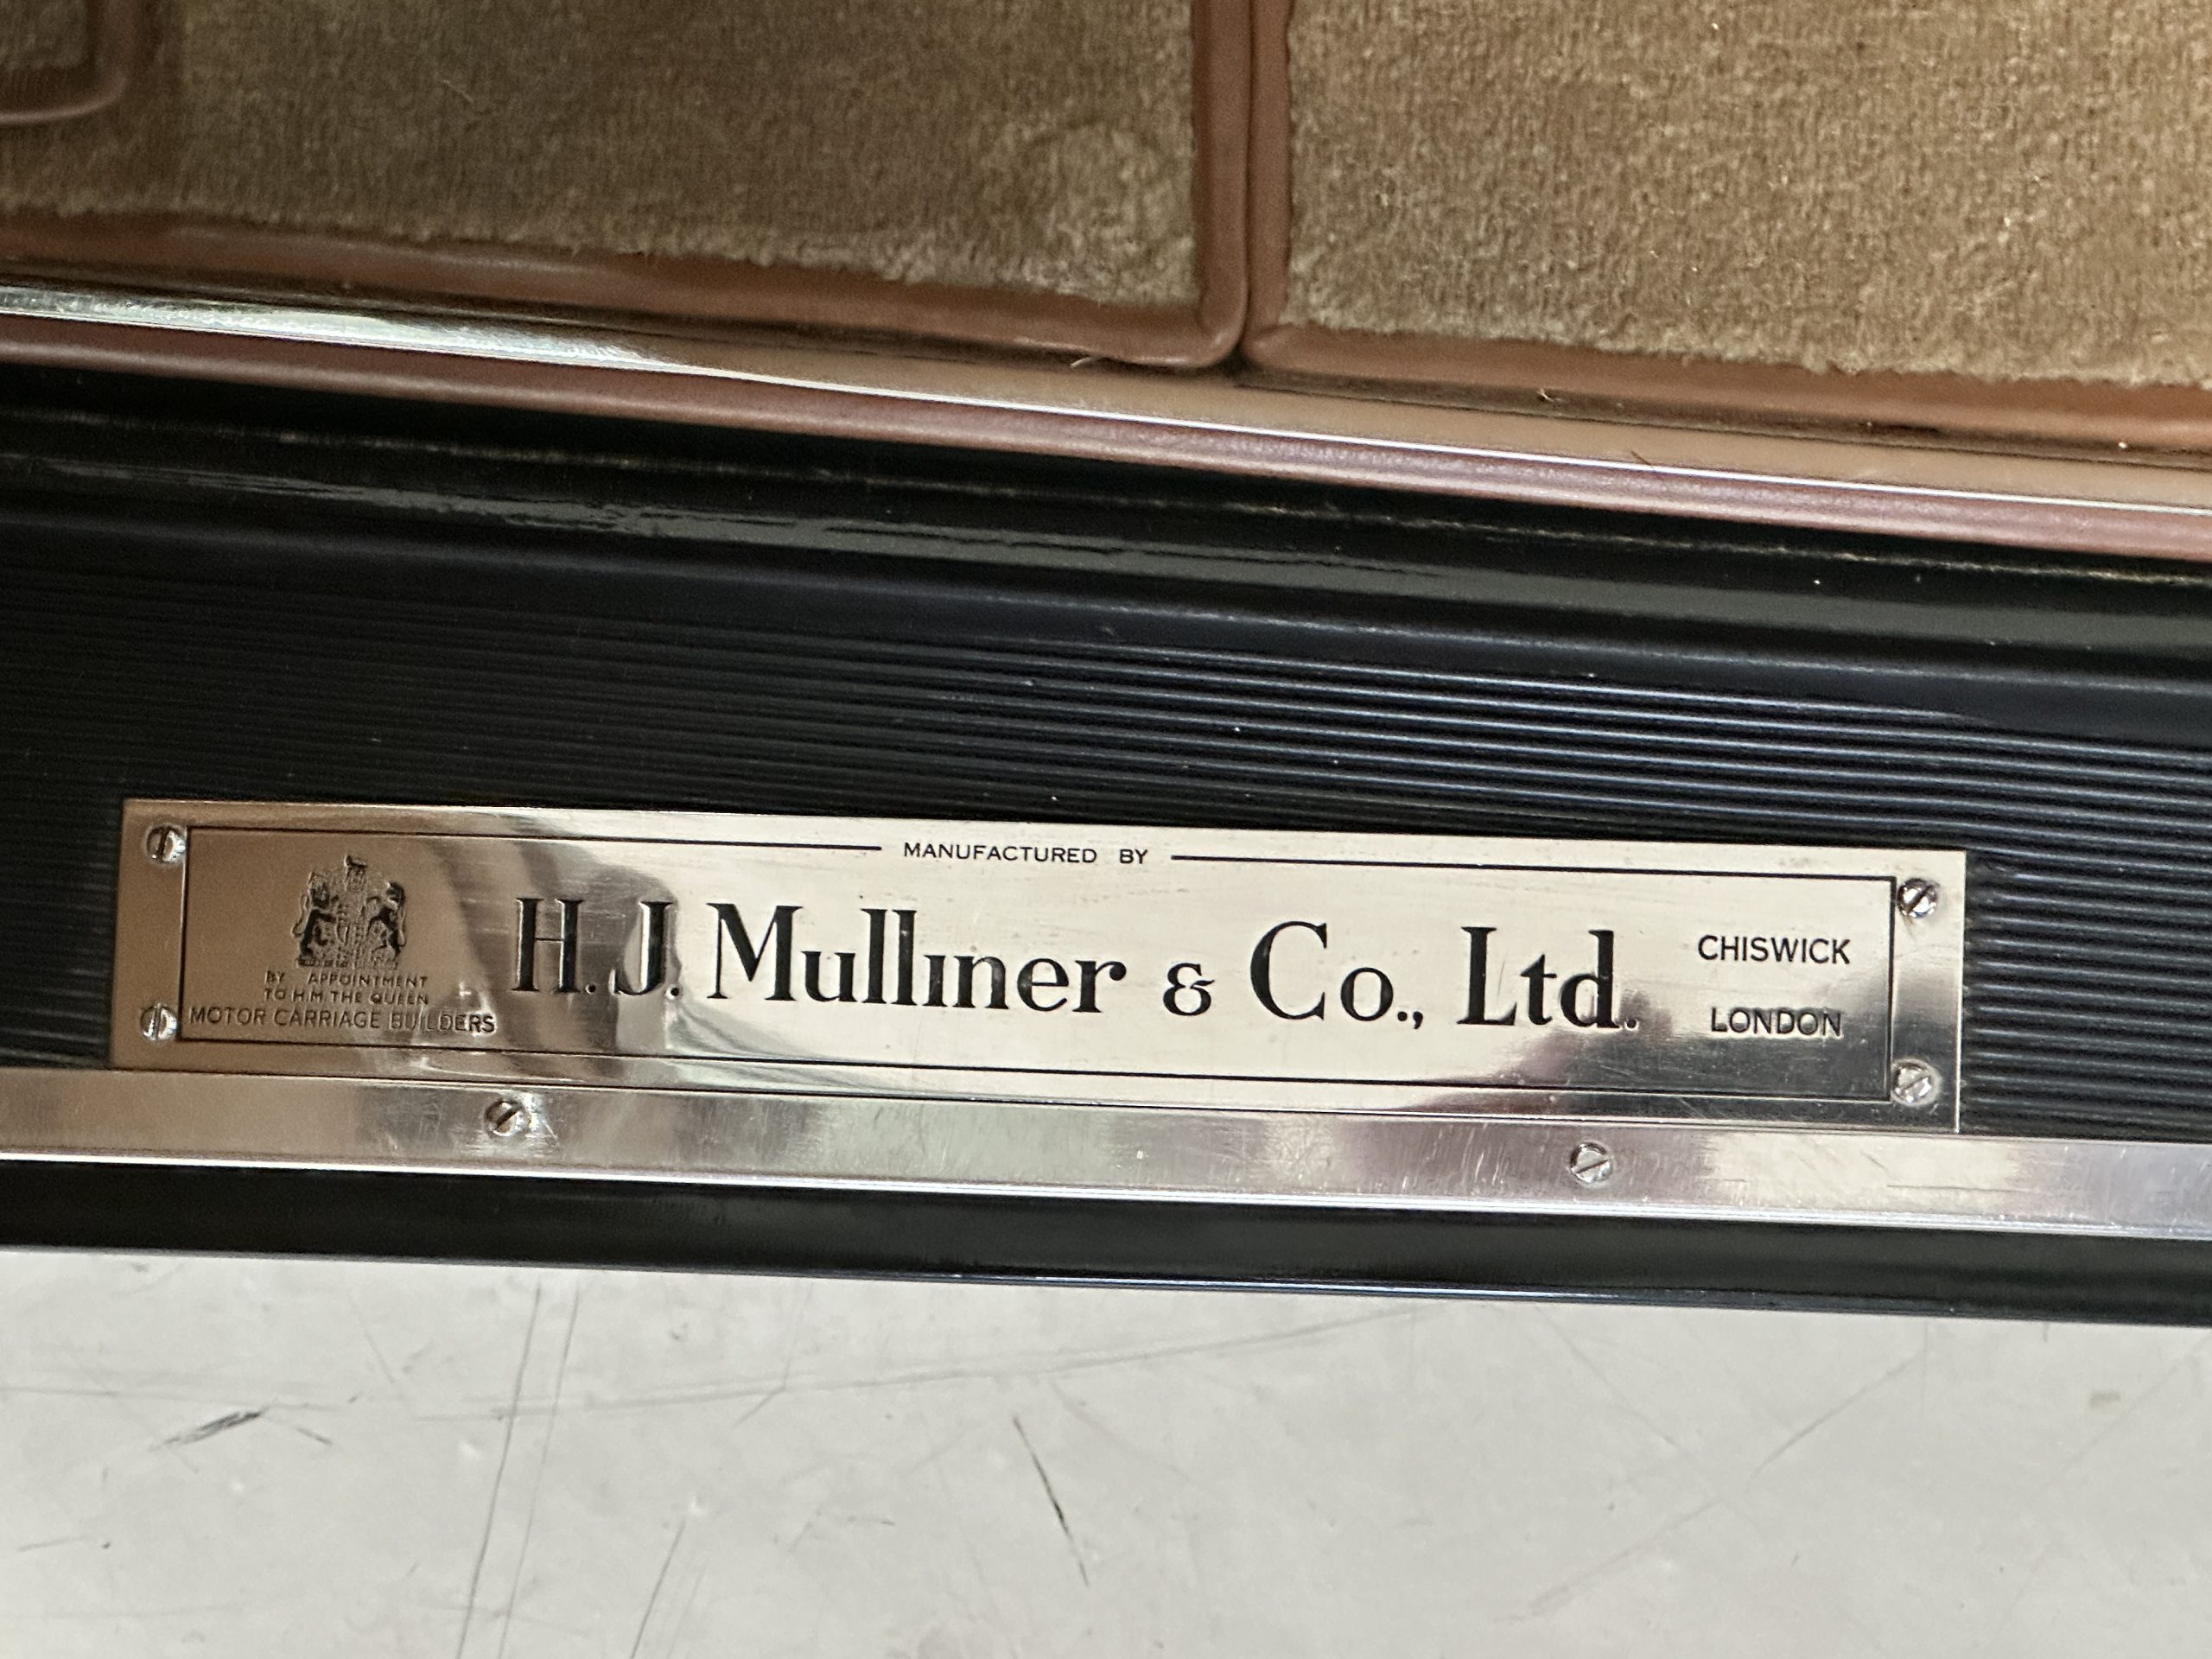 MANUFACTURED BY
H. J. Mulliner & Co., Ltd.
CHISWICK
LONDON
BY APPOINTMENT
TO H.M THE QUEEN
MOTOR CARRIAGE BUILDERS